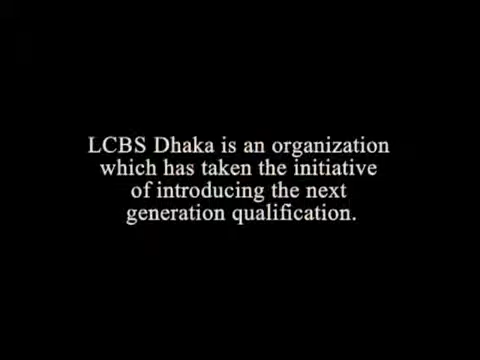 LCBS Dhaka is an organization
which has taken the initiative
of introducing the next
generation qualification.